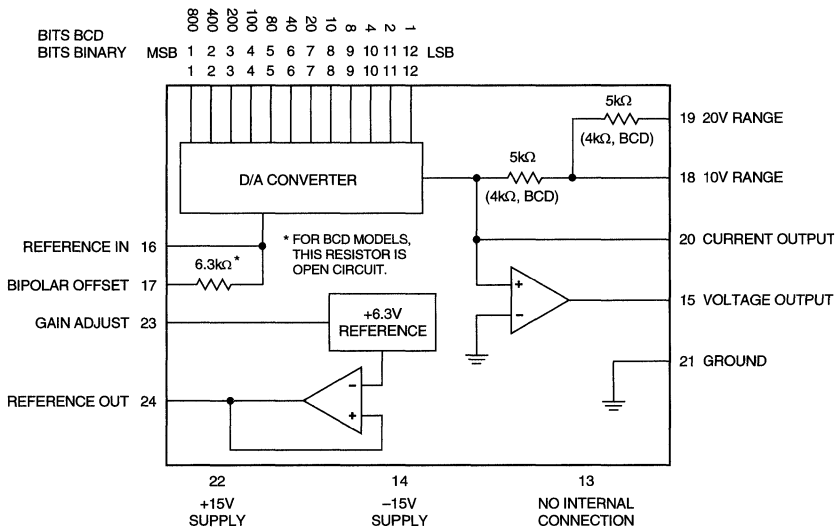 BITS BCD 800 400 200 100 80 40 20 10 8 4 2 1
BITS BINARY MSB 1 2 3 4 5 6 7 8 9 10 11 12 LSB
1 2 3 4 5 6 7 8 9 10 11 12
5kΩ
19 20V RANGE
(4kΩ, BCD)
5kΩ
D/A CONVERTER
18 10V RANGE
(4kΩ, BCD)
REFERENCE IN 16
* FOR BCD MODELS,
THIS RESISTOR IS
OPEN CIRCUIT.
20 CURRENT OUTPUT
6.3kΩ*
BIPOLAR OFFSET 17
+
15 VOLTAGE OUTPUT
–
GAIN ADJUST 23
+6.3V
REFERENCE
21 GROUND
–
REFERENCE OUT 24
+
22
+15V
SUPPLY
14
–15V
SUPPLY
13
NO INTERNAL
CONNECTION